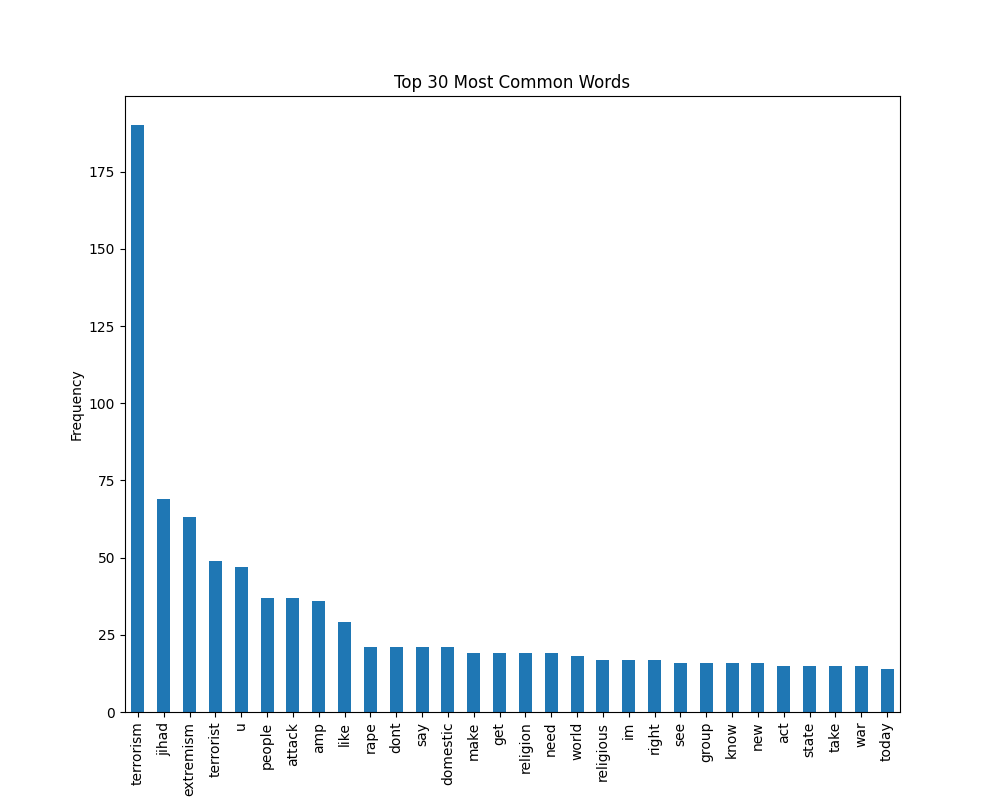 Top 30 Most Common Words
Frequency
175
150
125
100
75
50
25
0
terrorism
jihad
extremism
terrorist
u
people
attack
amp
like
rape
dont
say
domestic
make
get
religion
need
world
religious
im
right
see
group
know
new
act
state
take
war
today